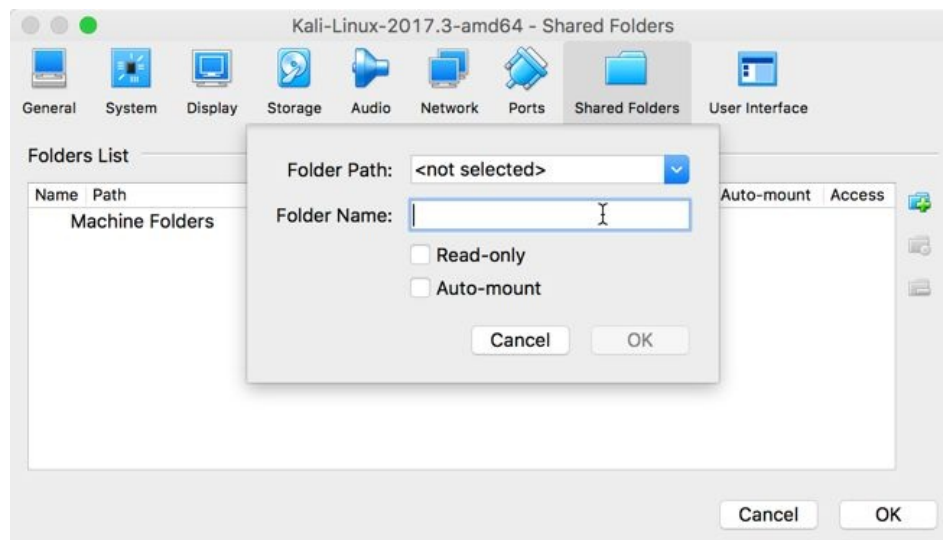 Kali-Linux-2017.3-amd64 - Shared Folders
General System Display Storage Audio Network Ports Shared Folders User Interface
Folders List
Name Path Auto-mount Access
Machine Folders
Folder Path: <not selected>
Folder Name:
Read-only
Auto-mount
Cancel OK
Cancel OK